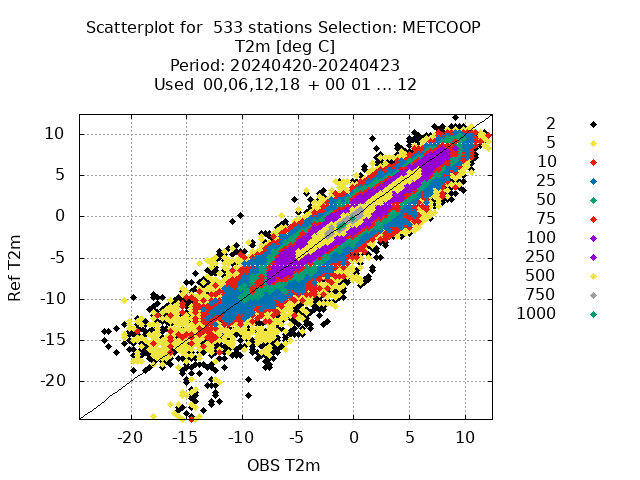 Scatterplot for  533 stations Selection: METCOOP
T2m [deg C]
Period: 20240420-20240423
Used  00,06,12,18  + 00 01 ... 12
2
5
10
25
50
75
100
250
500
750
1000
Ref T2m
10
5
0
-5
-10
-15
-20
-20 -15 -10 -5 0 5 10
OBS T2m